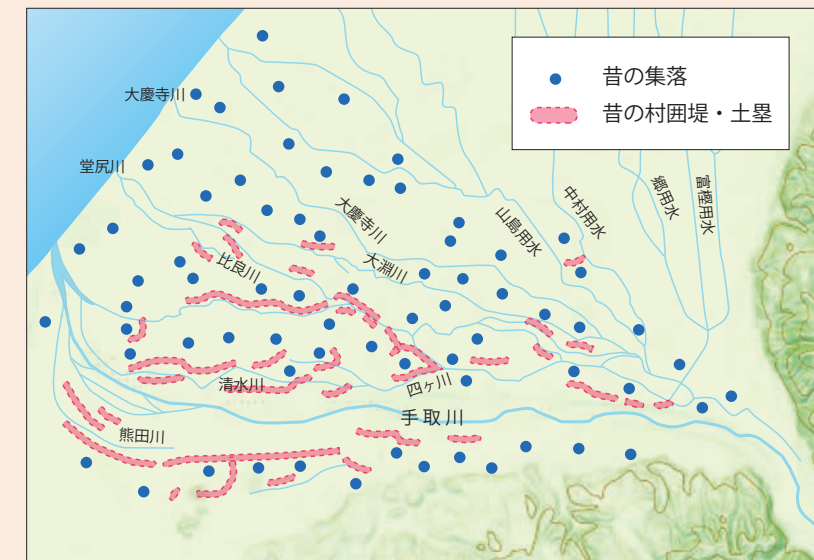 昔の集落
昔の村囲堤・土塁
大慶寺川
堂尻川
大慶寺川
山島用水
中村用水
郷用水
富樫用水
比良川
大淵川
清水川
四ヶ川
手取川
熊田川